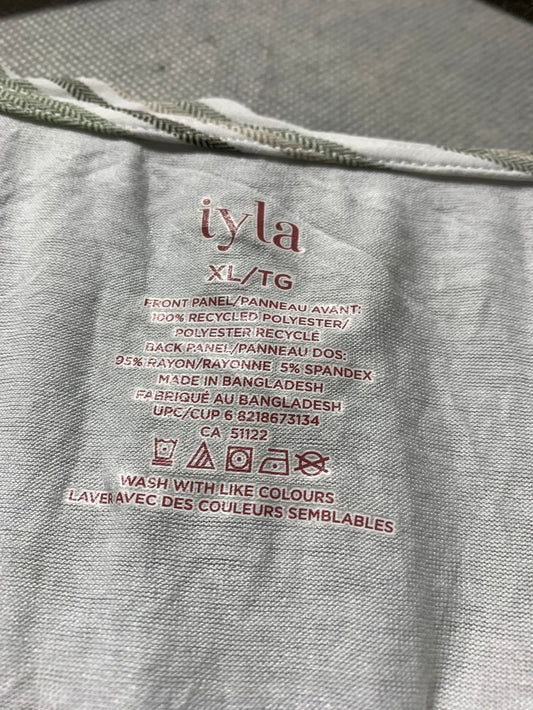 iyla
XL/TG
FRONT PANEL/PANNEAU AVANT:
100% RECYCLED POLYESTER/
POLYESTER RECYCLÉ
BACK PANEL/PANNEAU DOS:
95% RAYON/RAYONNE 5% SPANDEX
MADE IN BANGLADESH
FABRIQUÉ AU BANGLADESH
UPC/CUP 6 8218673134
CA 51122
WASH WITH LIKE COLOURS
LAVER AVEC DES COULEURS SEMBLABLES